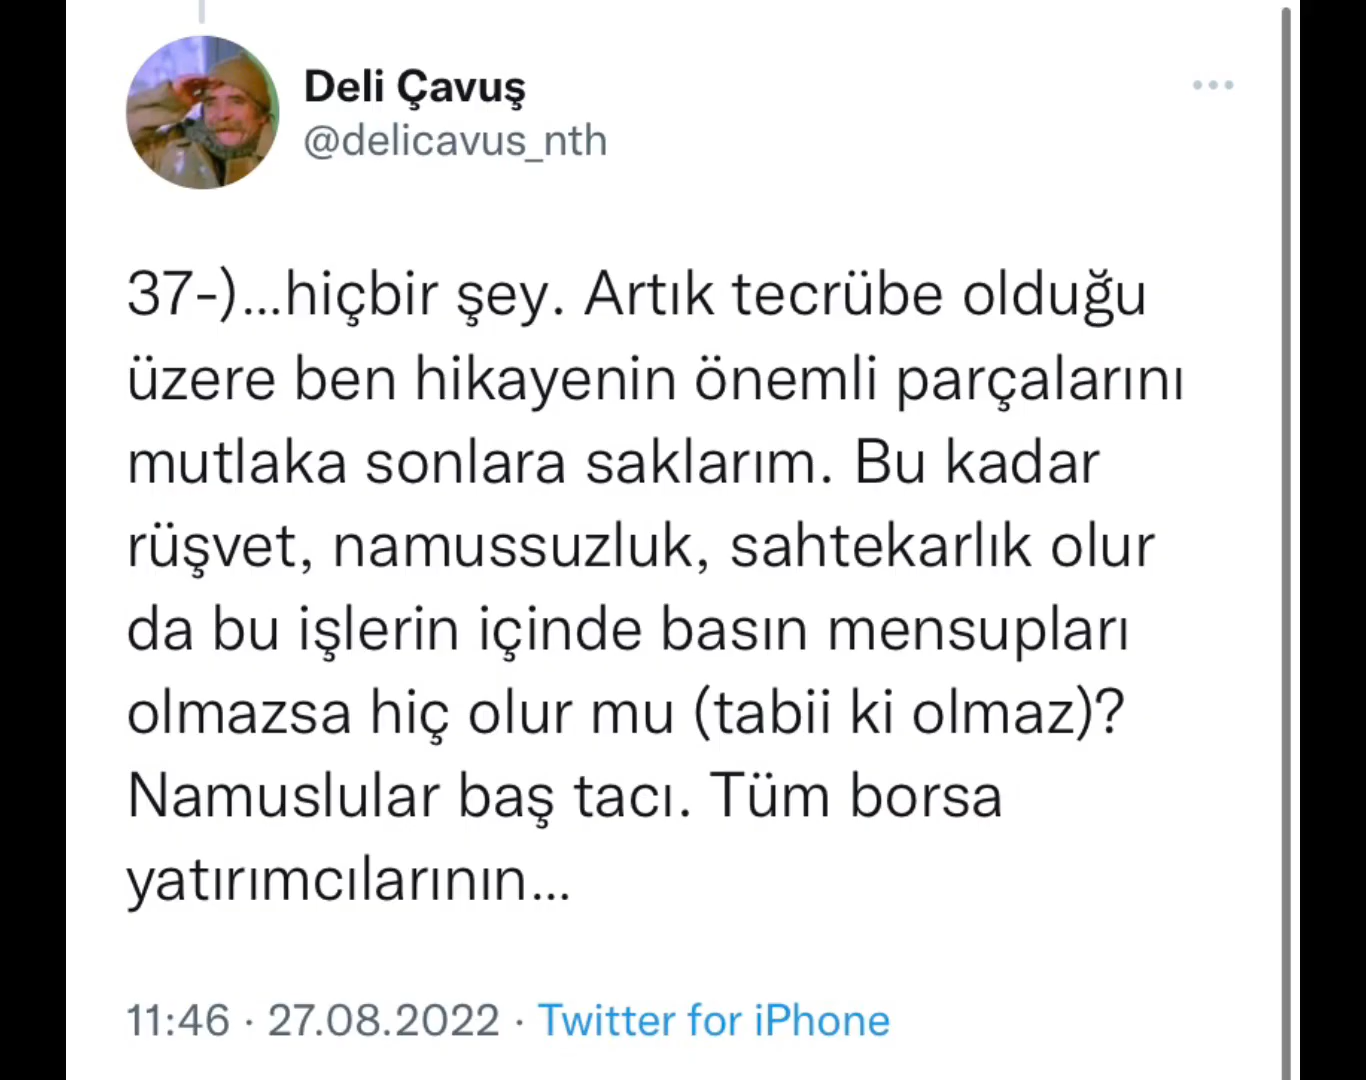 Deli Çavuş
@delicavus_nth
37-)...hiçbir şey. Artık tecrübe olduğu
üzere ben hikayenin önemli parçalarını
mutlaka sonlara saklarım. Bu kadar
rüşvet, namussuzluk, sahtekarlık olur
da bu işlerin içinde basın mensupları
olmazsa hiç olur mu (tabii ki olmaz)?
Namuslular baş tacı. Tüm borsa
yatırımcılarının...
11:46 · 27.08.2022 · Twitter for iPhone